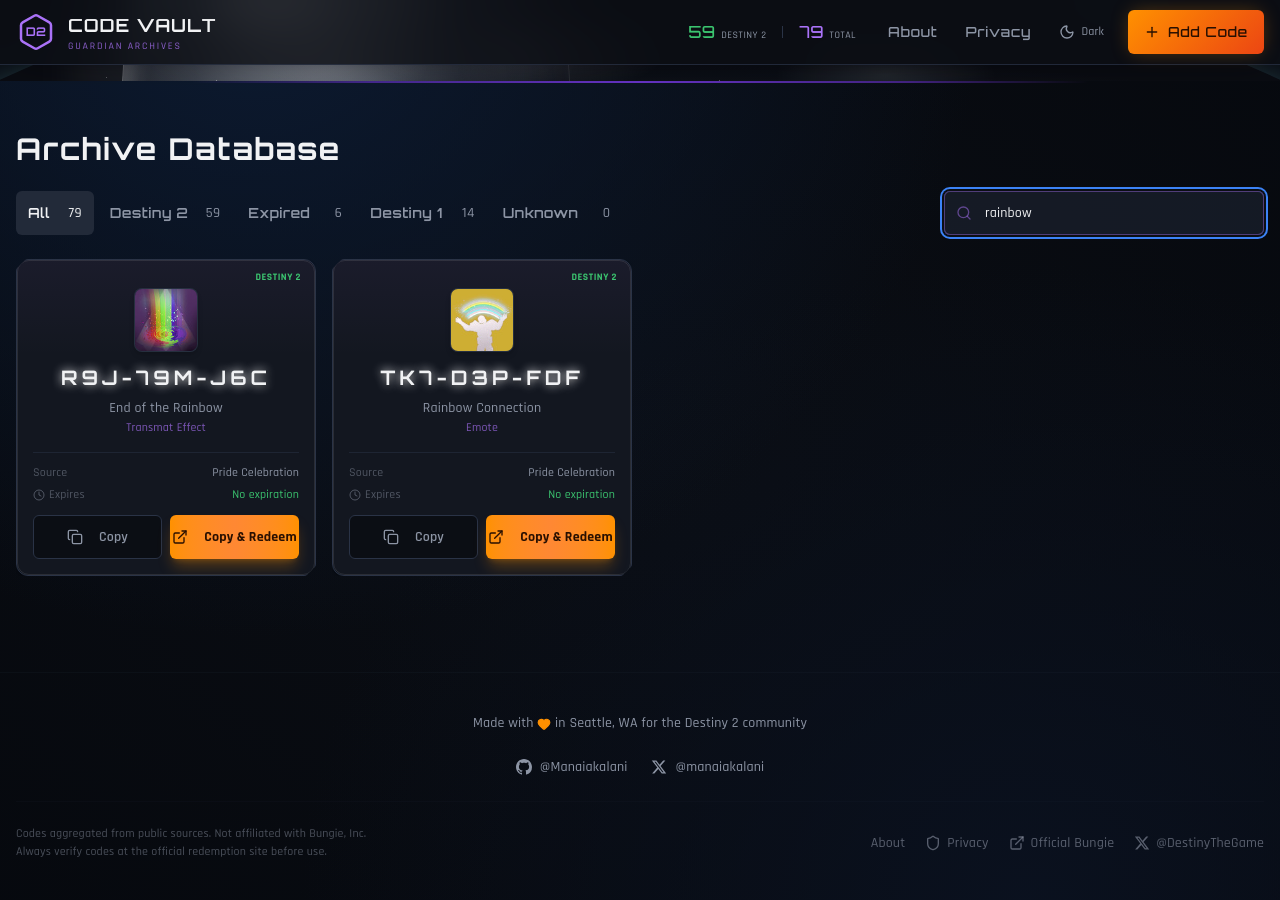 D2
CODE VAULT
GUARDIAN ARCHIVES
59 DESTINY 2
79 TOTAL
About
Privacy
Dark
Add Code
Archive Database
All 79
Destiny 2 59
Expired 6
Destiny 1 14
Unknown 0
rainbow
DESTINY 2
R9J-79M-J6C
End of the Rainbow
Transmat Effect
Source Pride Celebration
Expires No expiration
Copy
Copy & Redeem
DESTINY 2
TK7-D3P-FDF
Rainbow Connection
Emote
Source Pride Celebration
Expires No expiration
Copy
Copy & Redeem
Made with 🧡 in Seattle, WA for the Destiny 2 community
@Manaiakalani
@manaiakalani
Codes aggregated from public sources. Not affiliated with Bungie, Inc.
Always verify codes at the official redemption site before use.
About
Privacy
Official Bungie
@DestinyTheGame